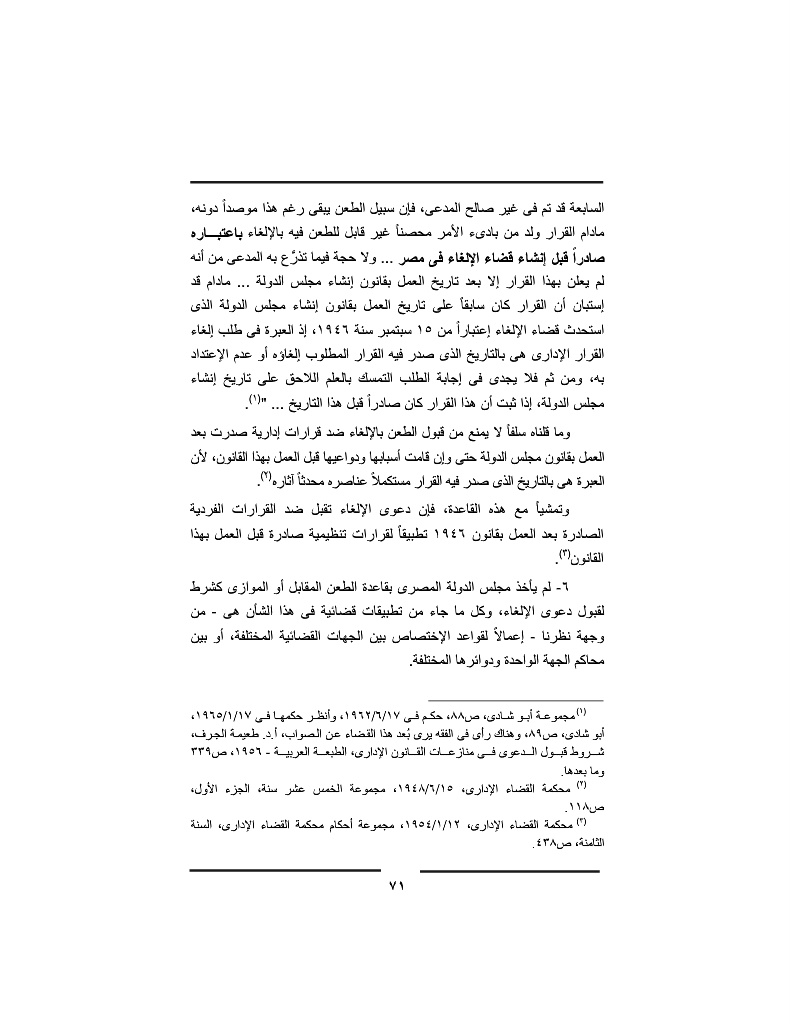 السابعة قد تم فى غير صالح المدعى، فإن سبيل الطعن يبقى رغم هذا موصداً دونه،
مادام القرار ولد من بادىء الأمر محصناً غير قابل للطعن فيه بالإلغاء باعتبـــاره
صادراً قبل إنشاء قضاء الإلغاء فى مصر ... ولا حجة فيما تذرَّع به المدعى من أنه
لم يعلن بهذا القرار إلا بعد تاريخ العمل بقانون إنشاء مجلس الدولة ... مادام قد
إستبان أن القرار كان سابقاً على تاريخ العمل بقانون إنشاء مجلس الدولة الذى
استحدث قضاء الإلغاء إعتباراً من ١٥ سبتمبر سنة ١٩٤٦، إذ العبرة فى طلب إلغاء
القرار الإدارى هى بالتاريخ الذى صدر فيه القرار المطلوب إلغاؤه أو عدم الإعتداد
به، ومن ثم فلا يجدى فى إجابة الطلب التمسك بالعلم اللاحق على تاريخ إنشاء
مجلس الدولة، إذا ثبت أن هذا القرار كان صادراً قبل هذا التاريخ ... "(١).
وما قلناه سلفاً لا يمنع من قبول الطعن بالإلغاء ضد قرارات إدارية صدرت بعد
العمل بقانون مجلس الدولة حتى وإن قامت أسبابها ودواعيها قبل العمل بهذا القانون، لأن
العبرة هى بالتاريخ الذى صدر فيه القرار مستكملاً عناصره محدثاً آثاره(٢).
وتمشياً مع هذه القاعدة، فإن دعوى الإلغاء تقبل ضد القرارات الفردية
الصادرة بعد العمل بقانون ١٩٤٦ تطبيقاً لقرارات تنظيمية صادرة قبل العمل بهذا
القانون(٣).
٦- لم يأخذ مجلس الدولة المصرى بقاعدة الطعن المقابل أو الموازى كشرط
لقبول دعوى الإلغاء، وكل ما جاء من تطبيقات قضائية فى هذا الشأن هى - من
وجهة نظرنا - إعمالاً لقواعد الإختصاص بين الجهات القضائية المختلفة، أو بين
محاكم الجهة الواحدة ودوائرها المختلفة.
(١) مجموعة أبو شادى، ص٨٨، حكم فى ١٩٦٢/٦/١٧، وأنظر حكمها فى ١٩٦٥/١/١٧،
أبو شادى، ص٨٩، وهناك رأى فى الفقه يرى بُعد هذا القضاء عن الصواب، أ.د. طعيمة الجرف،
شــروط قبــول الــدعوى فــى منازعــات القــانون الإدارى، الطبعــة العربيــة - ١٩٥٦، ص٣٣٩
وما بعدها.
(٢) محكمة القضاء الإدارى، ١٩٤٨/٦/١٥، مجموعة الخمس عشر سنة، الجزء الأول،
ص١١٨.
(٣) محكمة القضاء الإدارى، ١٩٥٤/١/١٢، مجموعة أحكام محكمة القضاء الإدارى، السنة
الثامنة، ص٤٣٨.
٧١